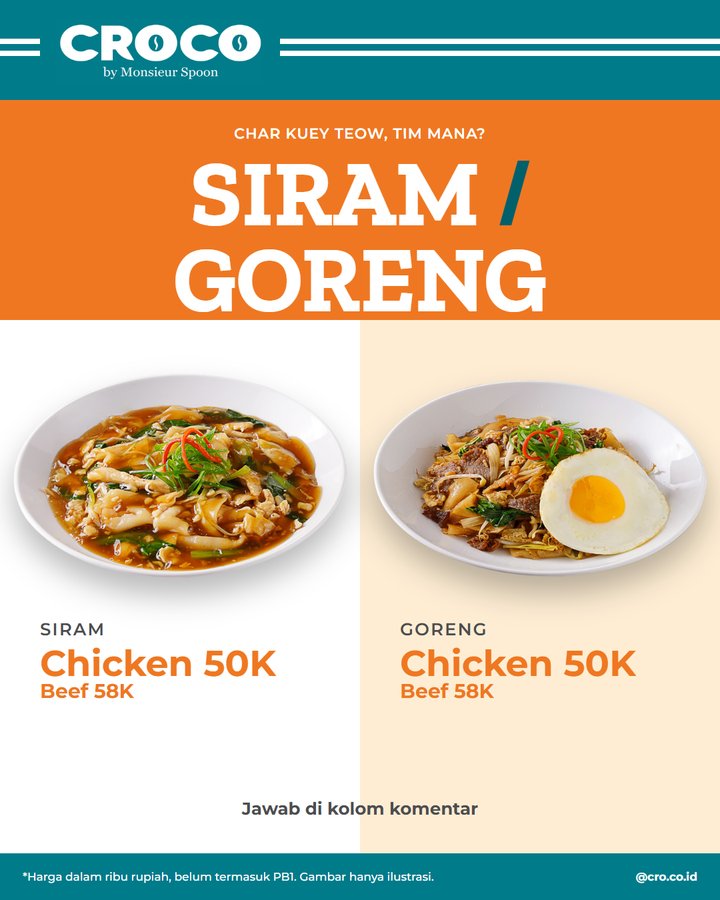 CROCO
by Monsieur Spoon
CHAR KUEY TEOW, TIM MANA?
SIRAM /
GORENG
SIRAM
Chicken 50K
Beef 58K
GORENG
Chicken 50K
Beef 58K
Jawab di kolom komentar
*Harga dalam ribu rupiah, belum termasuk PB1. Gambar hanya ilustrasi.
@cro.co.id